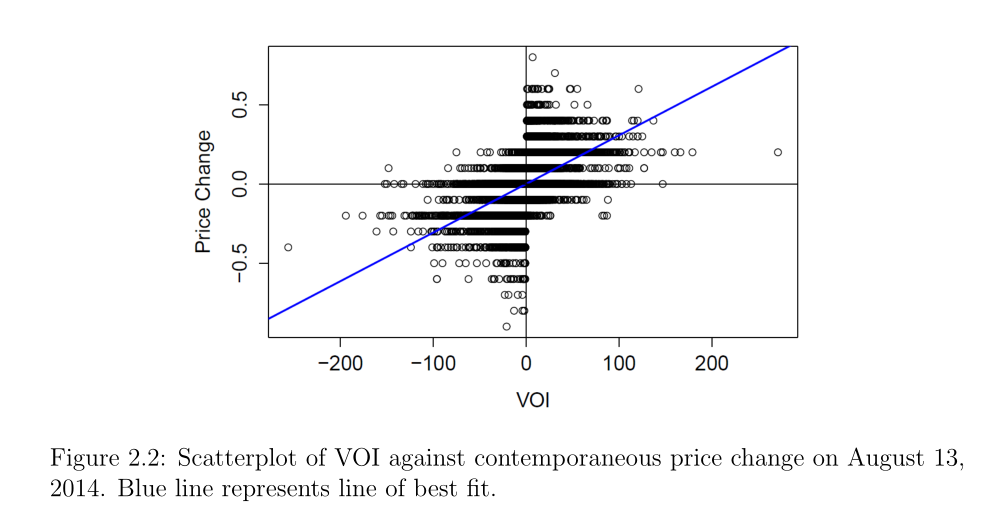 0.5
0.0
−0.5
Price Change
−200 −100 0 100 200
VOI
Figure 2.2: Scatterplot of VOI against contemporaneous price change on August 13,
2014. Blue line represents line of best fit.